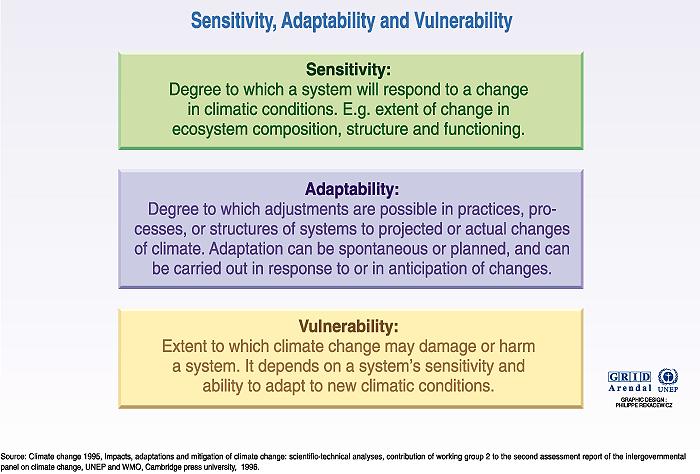 Sensitivity, Adaptability and Vulnerability
Sensitivity:
Degree to which a system will respond to a change
in climatic conditions. E.g. extent of change in
ecosystem composition, structure and functioning.
Adaptability:
Degree to which adjustments are possible in practices, pro-
cesses, or structures of systems to projected or actual changes
of climate. Adaptation can be spontaneous or planned, and can
be carried out in response to or in anticipation of changes.
Vulnerability:
Extent to which climate change may damage or harm
a system. It depends on a system's sensitivity and
ability to adapt to new climatic conditions.
GRID
Arendal UNEP
GRAPHIC DESIGN :
PHILIPPE REKACEWICZ
Source: Climate change 1995, Impacts, adaptations and mitigation of climate change: scientific-technical analyses, contribution of working group 2 to the second assessment report of the intergovernmental
panel on climate change, UNEP and WMO, Cambridge press university, 1996.